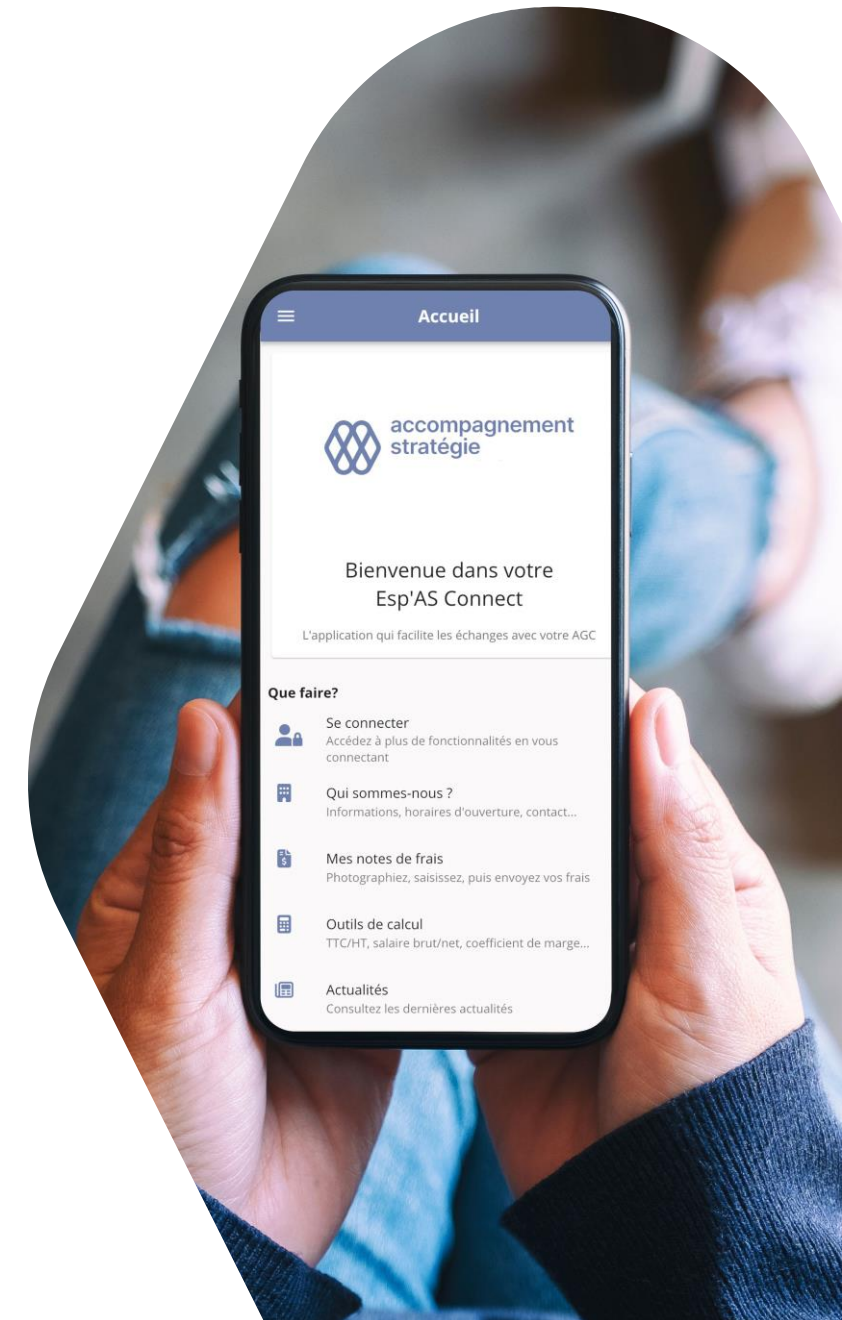 Accueil
accompagnement
stratégie
Bienvenue dans votre
Esp'AS Connect
L'application qui facilite les échanges avec votre AGC
Que faire?
Se connecter
Accédez à plus de fonctionnalités en vous
connectant
Qui sommes-nous ?
Informations, horaires d'ouverture, contact...
Mes notes de frais
Photographiez, saisissez, puis envoyez vos frais
Outils de calcul
TTC/HT, salaire brut/net, coefficient de marge...
Actualités
Consultez les dernières actualités